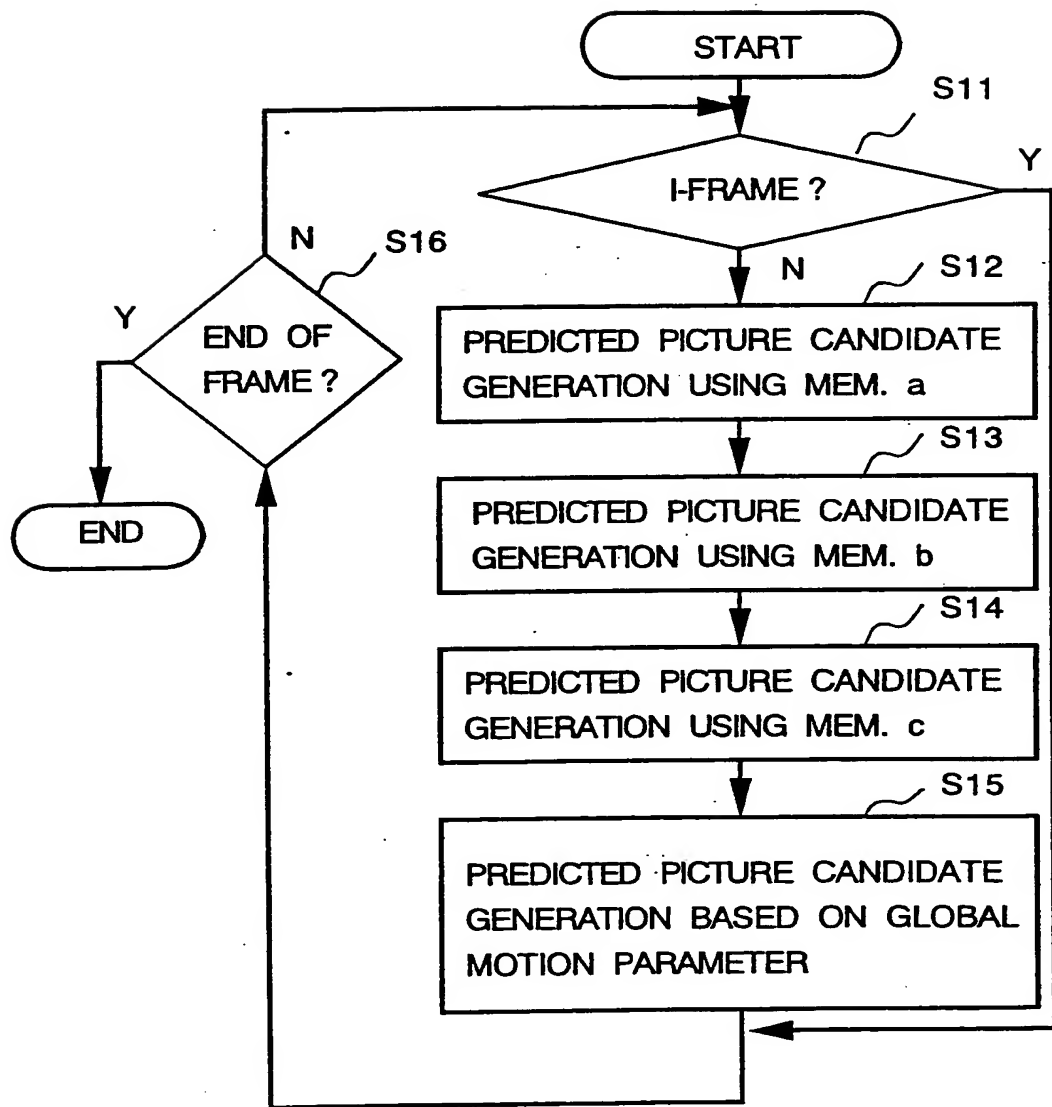 START
S11
I-FRAME ?
Y
N
S12
PREDICTED PICTURE CANDIDATE
GENERATION USING MEM. a
S13
PREDICTED PICTURE CANDIDATE
GENERATION USING MEM. b
S14
PREDICTED PICTURE CANDIDATE
GENERATION USING MEM. c
S15
PREDICTED PICTURE CANDIDATE
GENERATION BASED ON GLOBAL
MOTION PARAMETER
S16
END OF
FRAME ?
N
Y
END